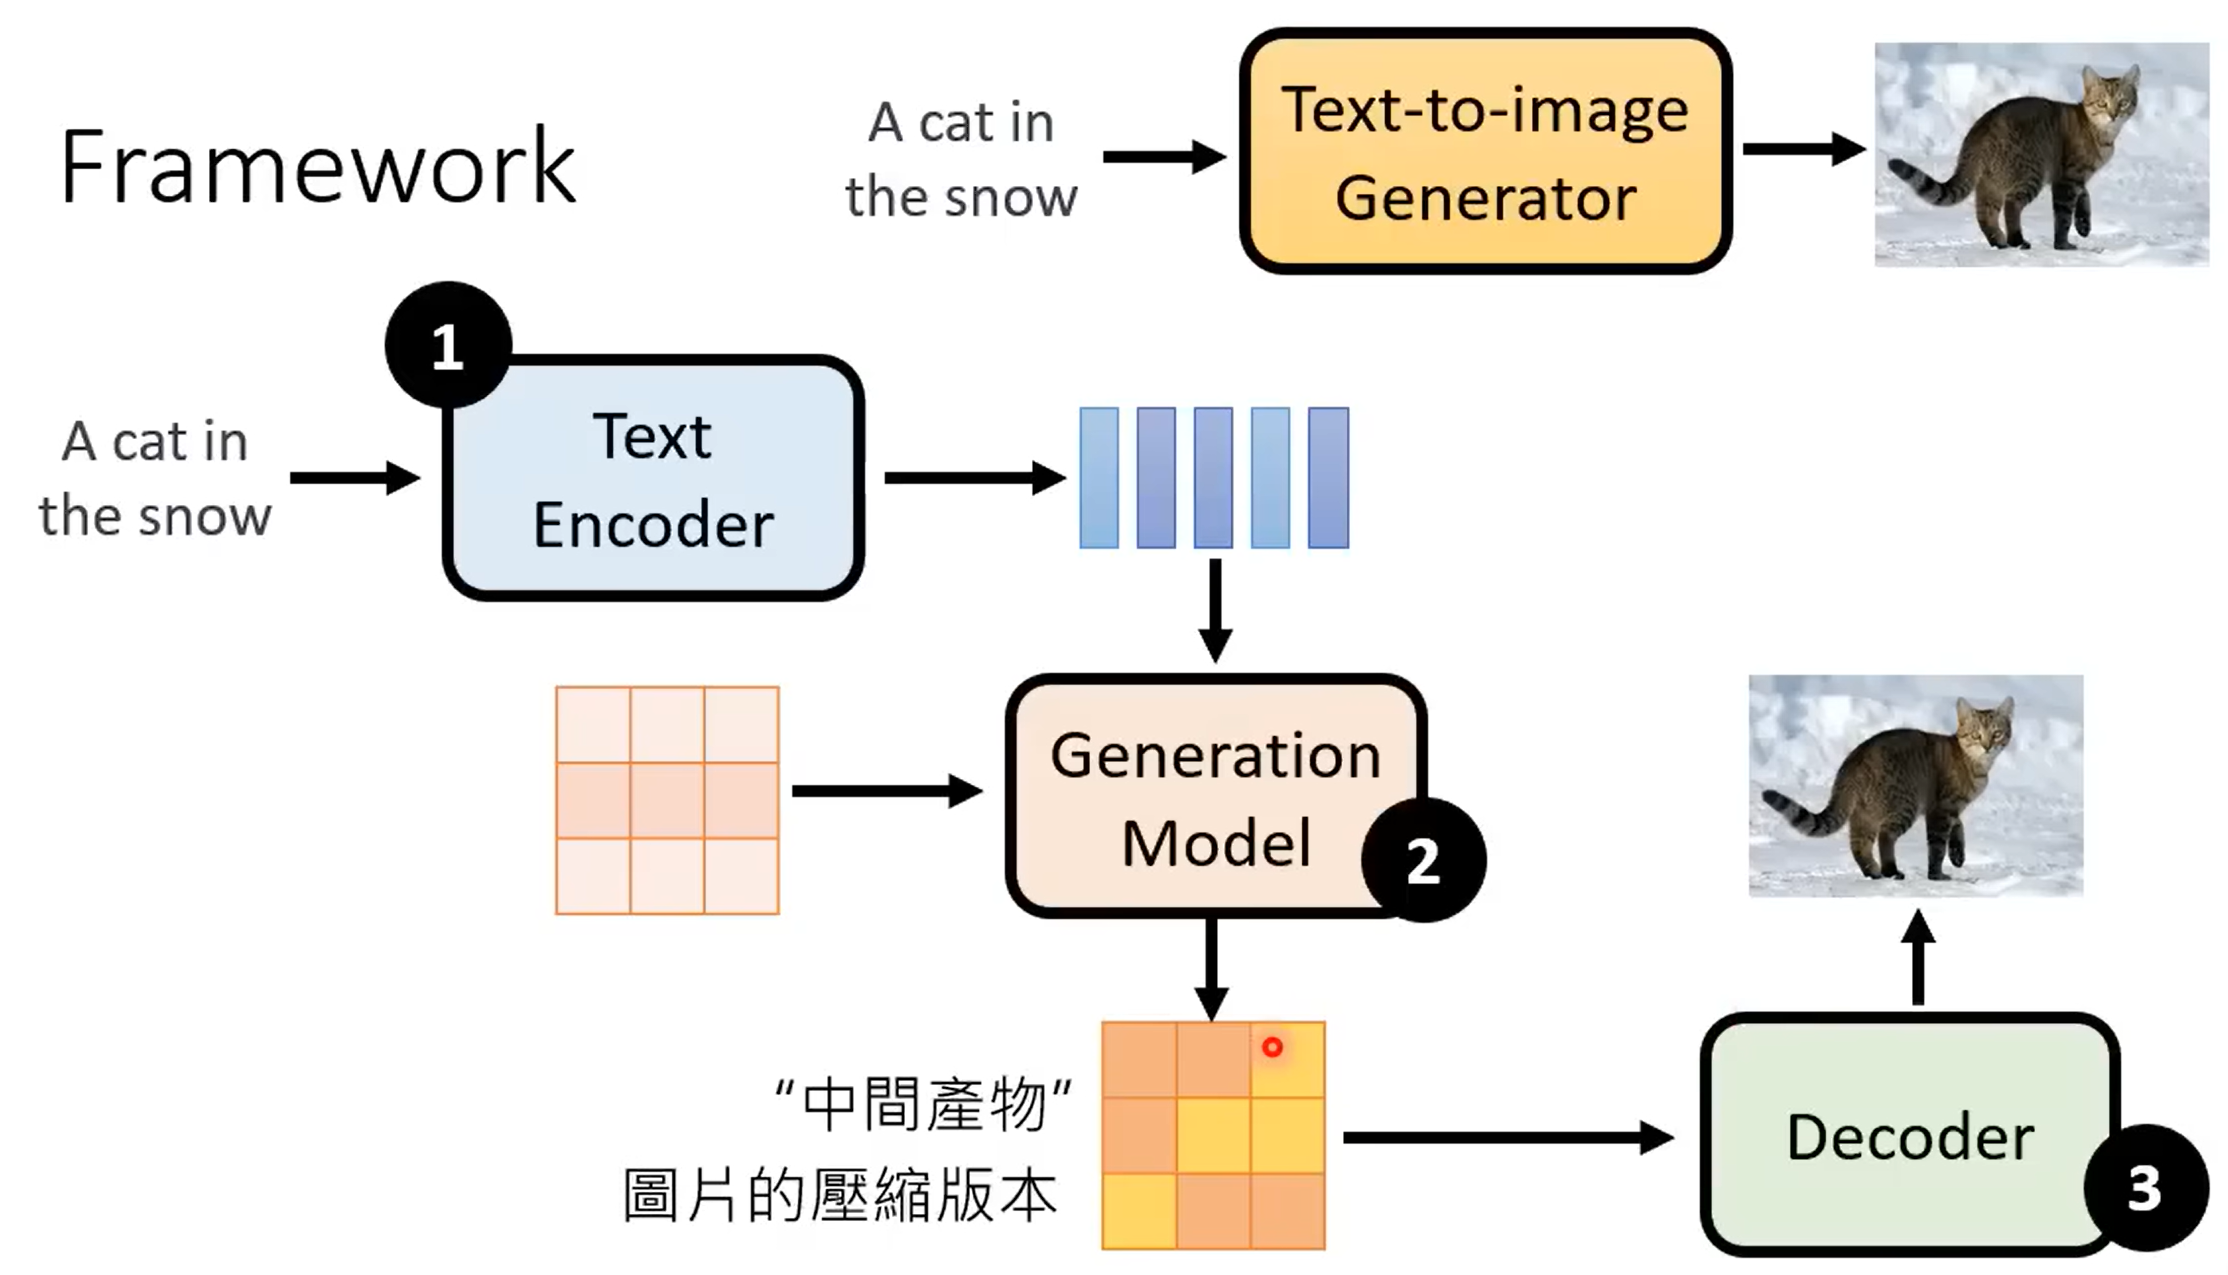 Framework
A cat in
the snow
Text-to-image
Generator
1
A cat in
the snow
Text
Encoder
Generation
Model
2
“中間產物”
圖片的壓縮版本
Decoder
3